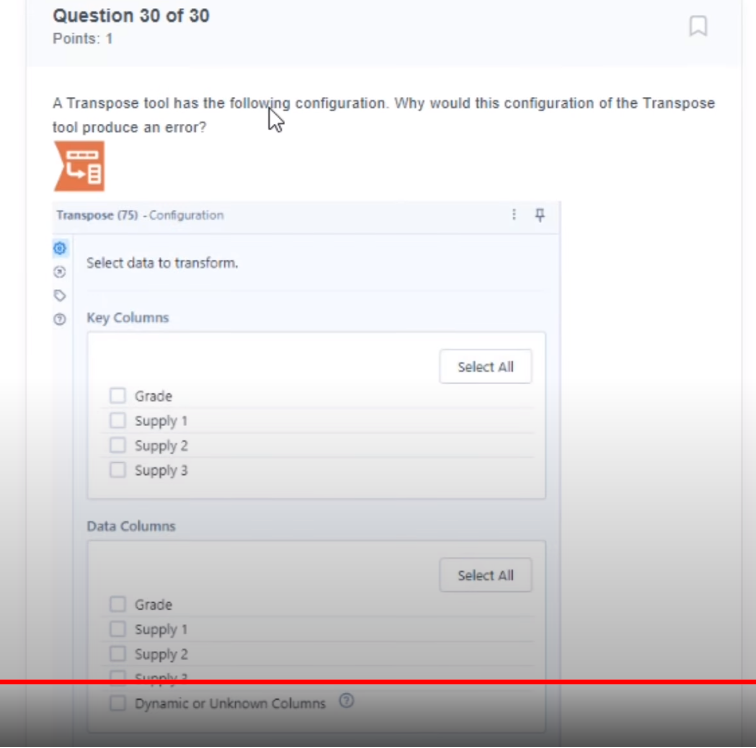 Question 30 of 30
Points: 1
A Transpose tool has the following configuration. Why would this configuration of the Transpose
tool produce an error?
Transpose (75) - Configuration
Select data to transform.
Key Columns
Select All
Grade
Supply 1
Supply 2
Supply 3
Data Columns
Select All
Grade
Supply 1
Supply 2
Supply 3
Dynamic or Unknown Columns